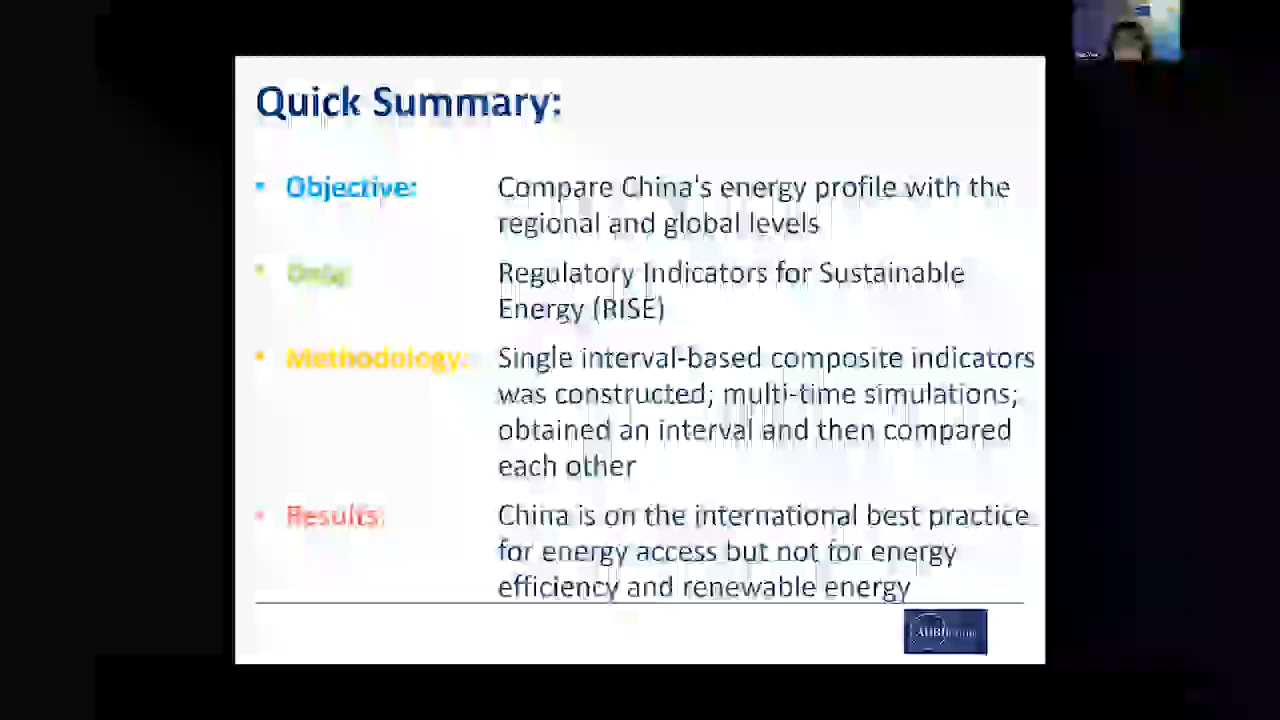 Quick Summary:
• Objective: Compare China's energy profile with the
regional and global levels
• Data: Regulatory Indicators for Sustainable
Energy (RISE)
• Methodology: Single interval-based composite indicators
was constructed; multi-time simulations;
obtained an interval and then compared
each other
• Results: China is on the international best practice
for energy access but not for energy
efficiency and renewable energy